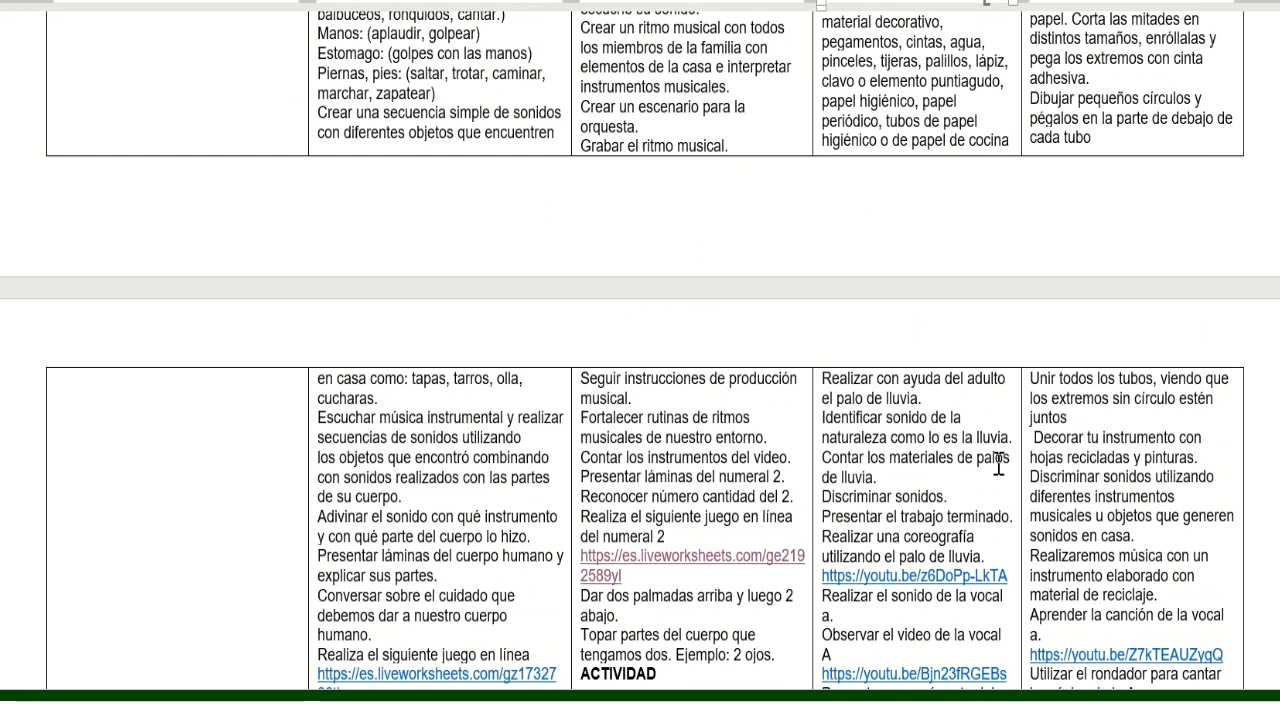 balbuceos, ronquidos, cantar.)
Manos: (aplaudir, golpear)
Estomago: (golpes con las manos)
Piernas, pies: (saltar, trotar, caminar,
marchar, zapatear)
Crear una secuencia simple de sonidos
con diferentes objetos que encuentren
Crear un ritmo musical con todos
los miembros de la familia con
elementos de la casa e interpretar
instrumentos musicales.
Crear un escenario para la
orquesta.
Grabar el ritmo musical.
material decorativo,
pegamentos, cintas, agua,
pinceles, tijeras, palillos, lápiz,
clavo o elemento puntiagudo,
papel higiénico, papel
periódico, tubos de papel
higiénico o de papel de cocina
papel. Corta las mitades en
distintos tamaños, enróllalas y
pega los extremos con cinta
adhesiva.
Dibujar pequeños círculos y
pégalos en la parte de debajo de
cada tubo
en casa como: tapas, tarros, olla,
cucharas.
Escuchar música instrumental y realizar
secuencias de sonidos utilizando
los objetos que encontró combinando
con sonidos realizados con las partes
de su cuerpo.
Adivinar el sonido con qué instrumento
y con qué parte del cuerpo lo hizo.
Presentar láminas del cuerpo humano y
explicar sus partes.
Conversar sobre el cuidado que
debemos dar a nuestro cuerpo
humano.
Realiza el siguiente juego en línea
https://es.liveworksheets.com/gz17327
Seguir instrucciones de producción
musical.
Fortalecer rutinas de ritmos
musicales de nuestro entorno.
Contar los instrumentos del video.
Presentar láminas del numeral 2.
Reconocer número cantidad del 2.
Realiza el siguiente juego en línea
del numeral 2
https://es.liveworksheets.com/ge219
2589yl
Dar dos palmadas arriba y luego 2
abajo.
Topar partes del cuerpo que
tengamos dos. Ejemplo: 2 ojos.
ACTIVIDAD
Realizar con ayuda del adulto
el palo de lluvia.
Identificar sonido de la
naturaleza como lo es la lluvia.
Contar los materiales de palos
de lluvia.
Discriminar sonidos.
Presentar el trabajo terminado.
Realizar una coreografía
utilizando el palo de lluvia.
https://youtu.be/z6DoPp-LkTA
Realizar el sonido de la vocal
a.
Observar el video de la vocal
A
https://youtu.be/Bjn23fRGEBs
Unir todos los tubos, viendo que
los extremos sin círculo estén
juntos
Decorar tu instrumento con
hojas recicladas y pinturas.
Discriminar sonidos utilizando
diferentes instrumentos
musicales u objetos que generen
sonidos en casa.
Realizaremos música con un
instrumento elaborado con
material de reciclaje.
Aprender la canción de la vocal
a.
https://youtu.be/Z7kTEAUZygQ
Utilizar el rondador para cantar